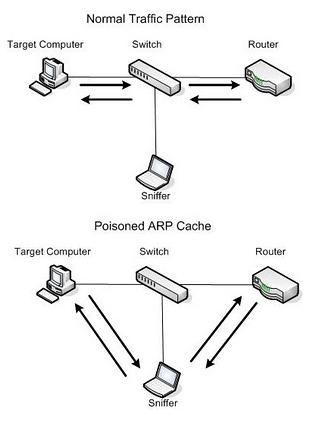 Normal Traffic Pattern
Target Computer Switch Router
Sniffer
Poisoned ARP Cache
Target Computer Switch Router
Sniffer